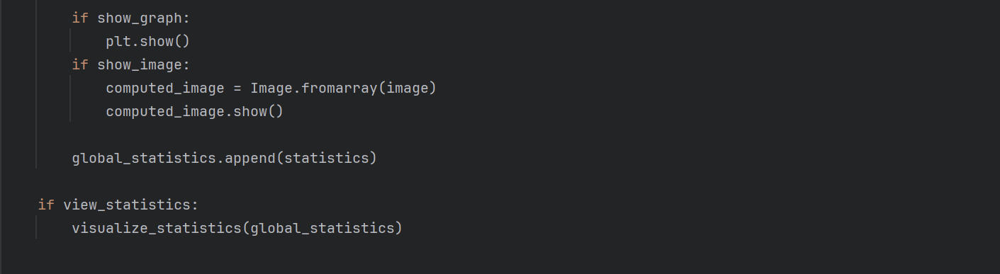 if show_graph:
plt.show()
if show_image:
computed_image = Image.fromarray(image)
computed_image.show()
global_statistics.append(statistics)
if view_statistics:
visualize_statistics(global_statistics)